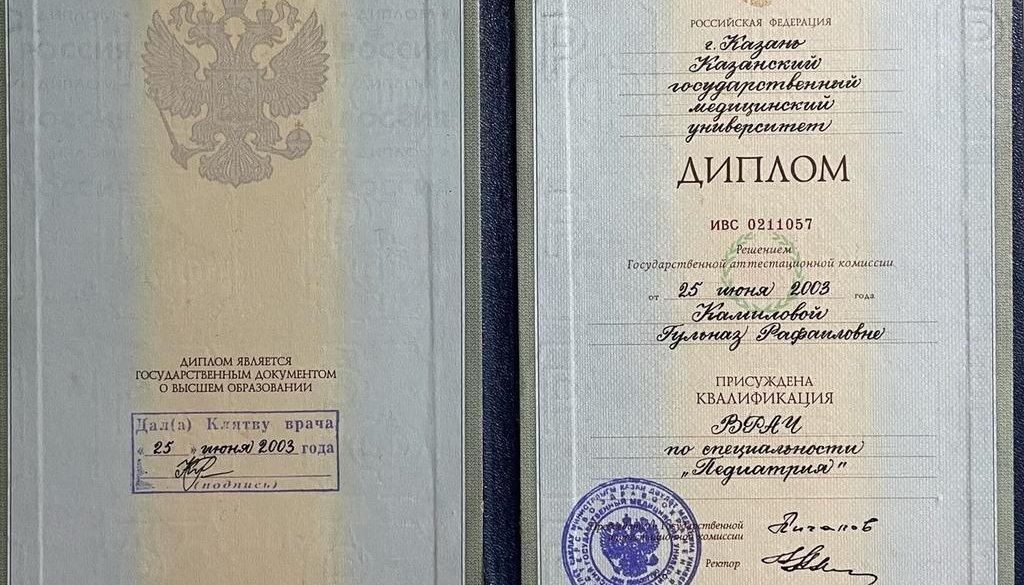 ДИПЛОМ ЯВЛЯЕТСЯ
ГОСУДАРСТВЕННЫМ ДОКУМЕНТОМ
О ВЫСШЕМ ОБРАЗОВАНИИ
Дал(а) Клятву врача
« 25 » июня 2003 года
(подпись)
РОССИЙСКАЯ ФЕДЕРАЦИЯ
г. Казань
Казанский
государственный
медицинский
университет
ДИПЛОМ
ИВС 0211057
Решением
Государственной аттестационной комиссии
от 25 июня 2003 года
Камиловой
Гульназ Рафаиловне
ПРИСУЖДЕНА
КВАЛИФИКАЦИЯ
ВРАЧ
по специальности
„Педиатрия"
Государственной
комиссии
Ректор